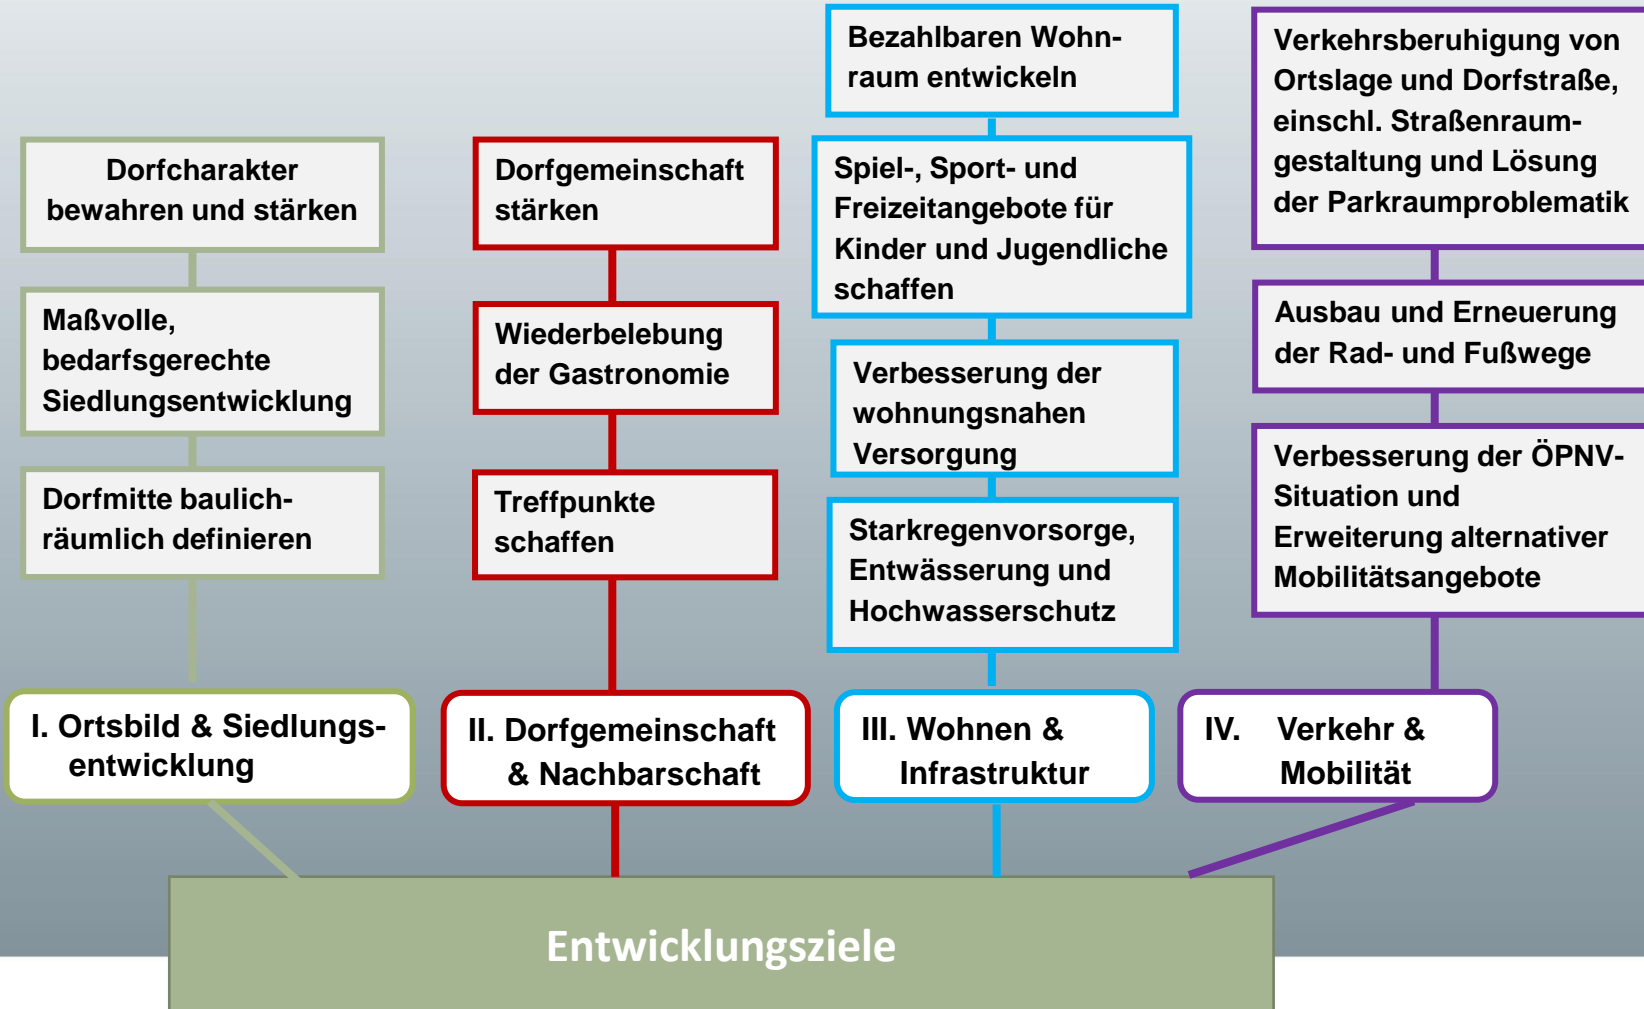 Dorfcharakter
bewahren und stärken
Maßvolle,
bedarfsgerechte
Siedlungsentwicklung
Dorfmitte baulich-
räumlich definieren
I. Ortsbild & Siedlungs-
entwicklung
Dorfgemeinschaft
stärken
Wiederbelebung
der Gastronomie
Treffpunkte
schaffen
II. Dorfgemeinschaft
& Nachbarschaft
Bezahlbaren Wohn-
raum entwickeln
Spiel-, Sport- und
Freizeitangebote für
Kinder und Jugendliche
schaffen
Verbesserung der
wohnungsnahen
Versorgung
Starkregenvorsorge,
Entwässerung und
Hochwasserschutz
III. Wohnen &
Infrastruktur
Verkehrsberuhigung von
Ortslage und Dorfstraße,
einschl. Straßenraum-
gestaltung und Lösung
der Parkraumproblematik
Ausbau und Erneuerung
der Rad- und Fußwege
Verbesserung der ÖPNV-
Situation und
Erweiterung alternativer
Mobilitätsangebote
IV. Verkehr &
Mobilität
Entwicklungsziele